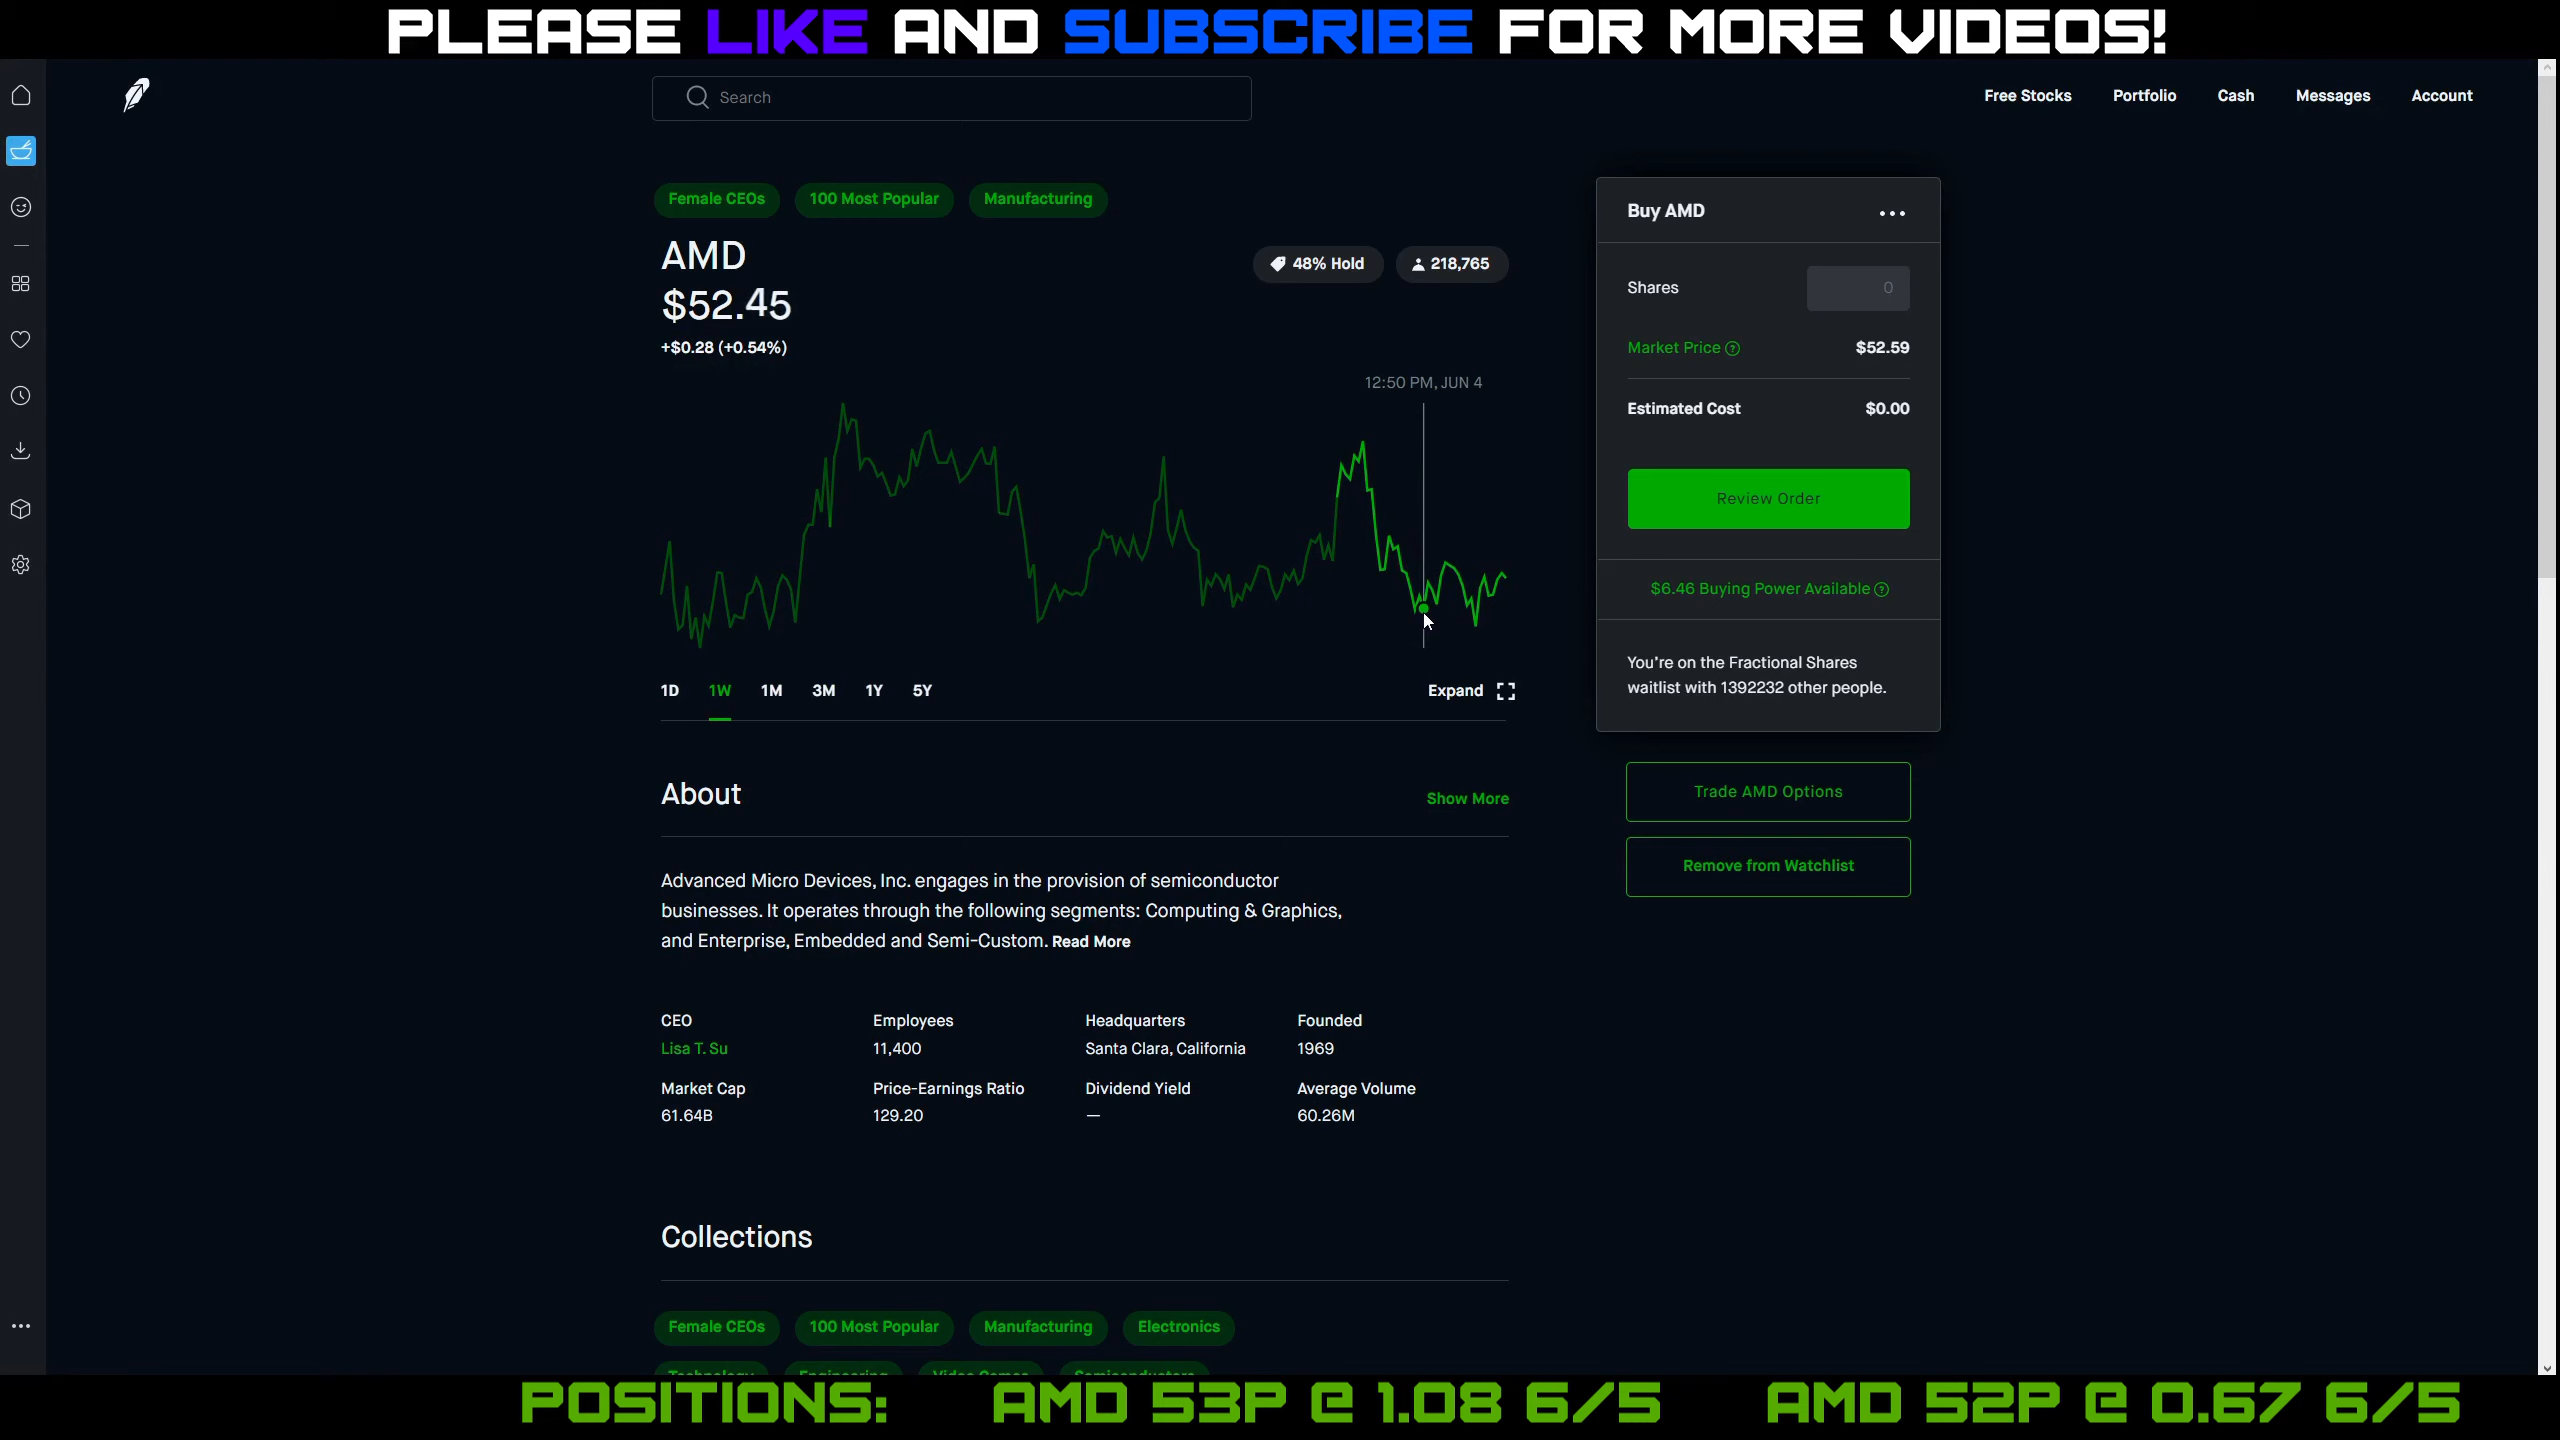 PLEASE LIKE AND SUBSCRIBE FOR MORE VIDEOS!
Search
Free Stocks Portfolio Cash Messages Account
Female CEOs 100 Most Popular Manufacturing
AMD
48% Hold 218,765
$52.45
+$0.28 (+0.54%)
12:50 PM, JUN 4
1D 1W 1M 3M 1Y 5Y
Expand
Buy AMD
Shares 0
Market Price $52.59
Estimated Cost $0.00
Review Order
$6.46 Buying Power Available
You're on the Fractional Shares
waitlist with 1392232 other people.
Trade AMD Options
Remove from Watchlist
About Show More
Advanced Micro Devices, Inc. engages in the provision of semiconductor
businesses. It operates through the following segments: Computing & Graphics,
and Enterprise, Embedded and Semi-Custom. Read More
CEO Employees Headquarters Founded
Lisa T. Su 11,400 Santa Clara, California 1969
Market Cap Price-Earnings Ratio Dividend Yield Average Volume
61.64B 129.20 — 60.26M
Collections
Female CEOs 100 Most Popular Manufacturing Electronics
Technology Engineering Video Games Semiconductors
POSITIONS: AMD 53P @ 1.08 6/5 AMD 52P @ 0.67 6/5